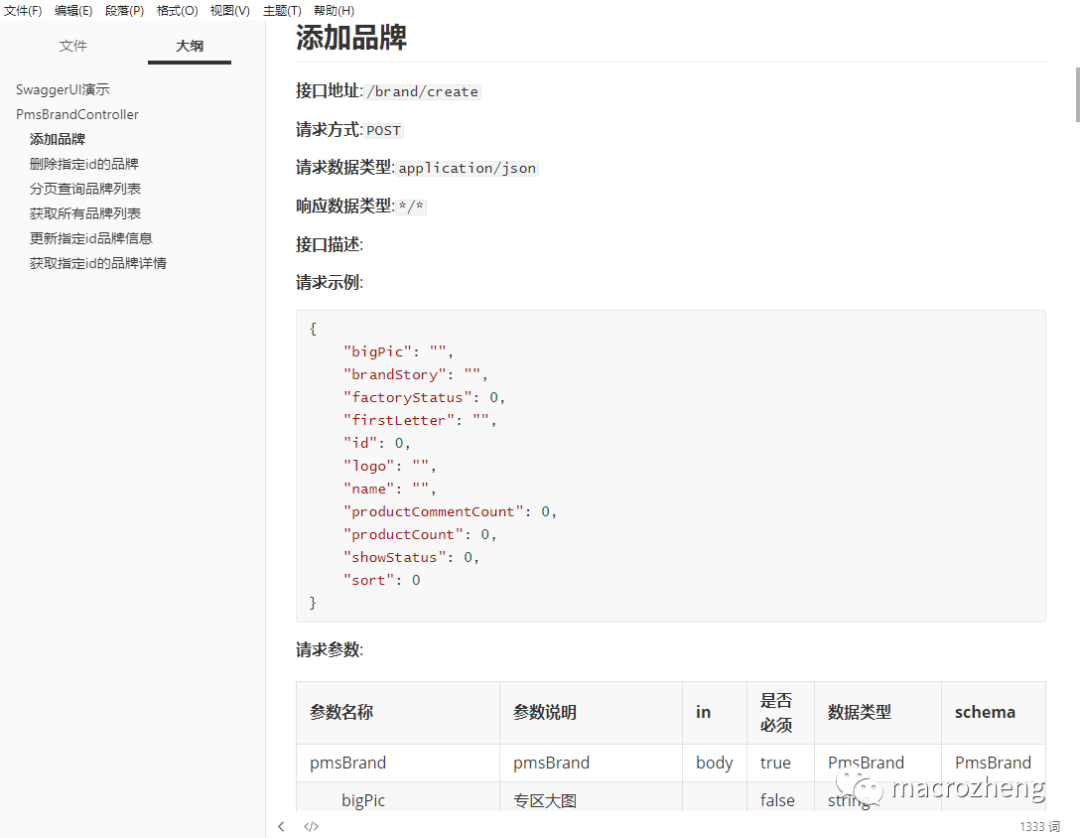 文件(F) 编辑(E) 段落(P) 格式(O) 视图(V) 主题(T) 帮助(H)
文件 大纲
SwaggerUI演示
PmsBrandController
添加品牌
删除指定id的品牌
分页查询品牌列表
获取所有品牌列表
更新指定id品牌信息
获取指定id的品牌详情
添加品牌
接口地址:/brand/create
请求方式:POST
请求数据类型:application/json
响应数据类型:*/*
接口描述:
请求示例:
{
    "bigPic": "",
    "brandStory": "",
    "factoryStatus": 0,
    "firstLetter": "",
    "id": 0,
    "logo": "",
    "name": "",
    "productCommentCount": 0,
    "productCount": 0,
    "showStatus": 0,
    "sort": 0
}
请求参数:
参数名称 参数说明 in 是否必须 数据类型 schema
pmsBrand pmsBrand body true PmsBrand PmsBrand
bigPic 专区大图 false string
macrozheng
1333 词